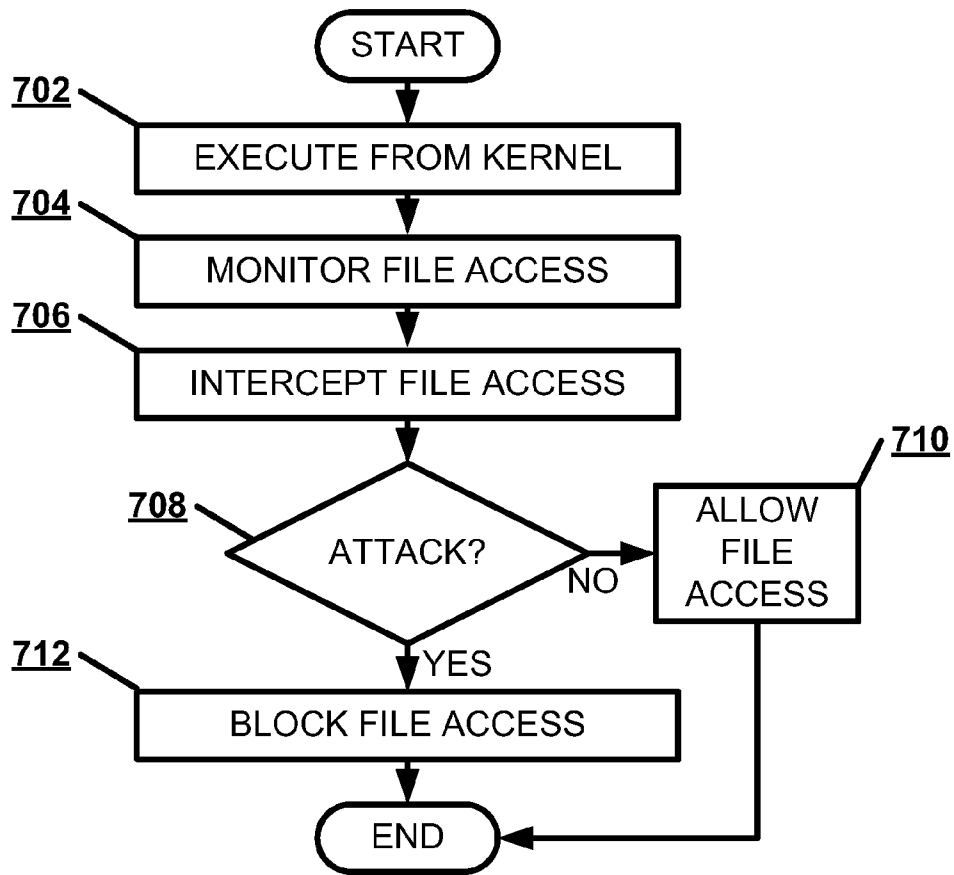 START
702
EXECUTE FROM KERNEL
704
MONITOR FILE ACCESS
706
INTERCEPT FILE ACCESS
708
ATTACK?
NO
710
ALLOW
FILE
ACCESS
YES
712
BLOCK FILE ACCESS
END